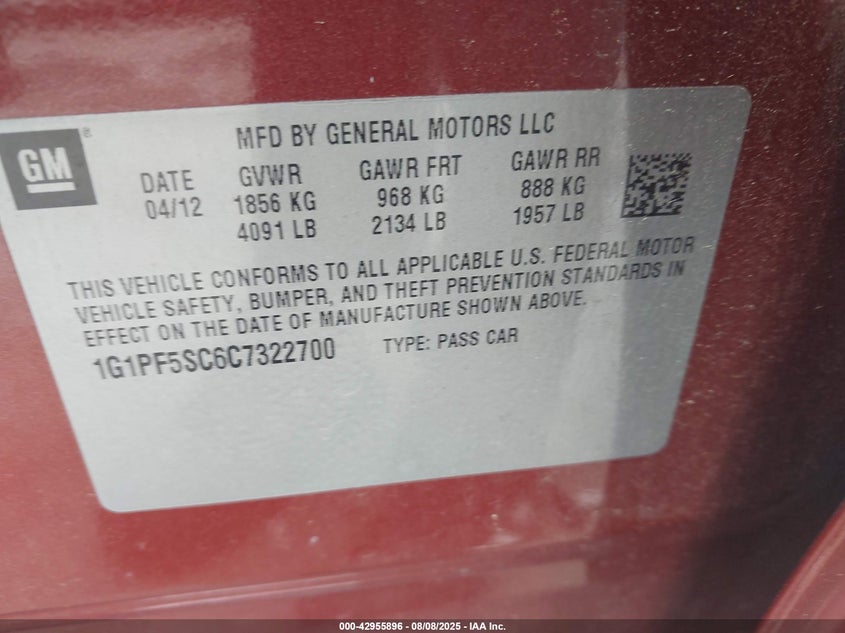 GM
®
MFD BY GENERAL MOTORS LLC
DATE GVWR GAWR FRT GAWR RR
04/12 1856 KG 968 KG 888 KG
4091 LB 2134 LB 1957 LB
THIS VEHICLE CONFORMS TO ALL APPLICABLE U.S. FEDERAL MOTOR
VEHICLE SAFETY, BUMPER, AND THEFT PREVENTION STANDARDS IN
EFFECT ON THE DATE OF MANUFACTURE SHOWN ABOVE.
1G1PF5SC6C7322700 TYPE: PASS CAR
000-42955896 - 08/08/2025 - IAA Inc.